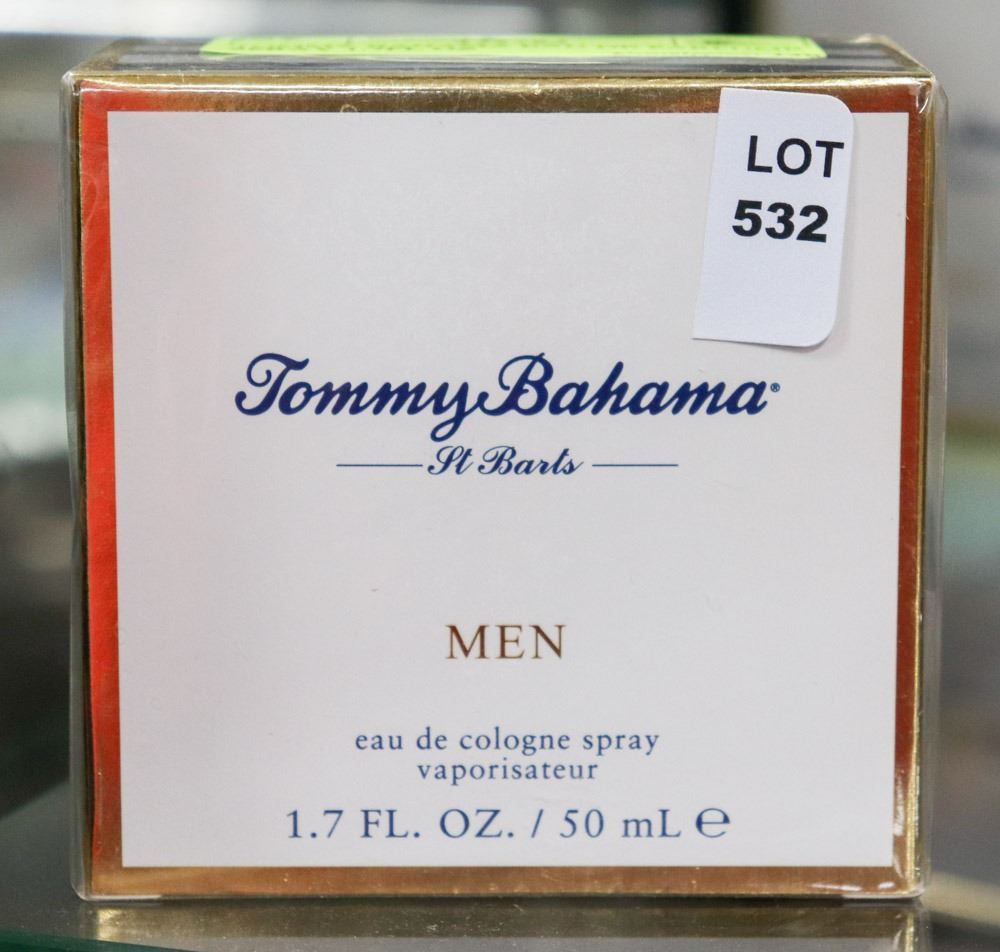 LOT
532
Tommy Bahama®
St Barts
MEN
eau de cologne spray
vaporisateur
1.7 FL. OZ. / 50 mL ℮